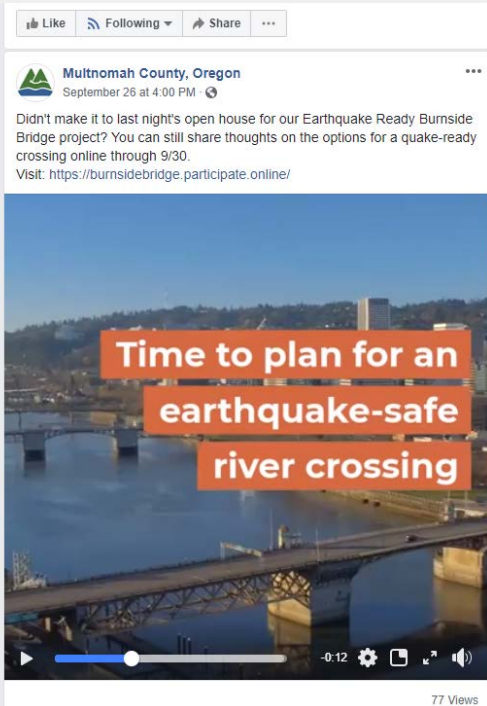 Like Following Share ...
Multnomah County, Oregon ...
September 26 at 4:00 PM ·
Didn't make it to last night's open house for our Earthquake Ready Burnside
Bridge project? You can still share thoughts on the options for a quake-ready
crossing online through 9/30.
Visit: https://burnsidebridge.participate.online/
Time to plan for an
earthquake-safe
river crossing
-0:12
77 Views